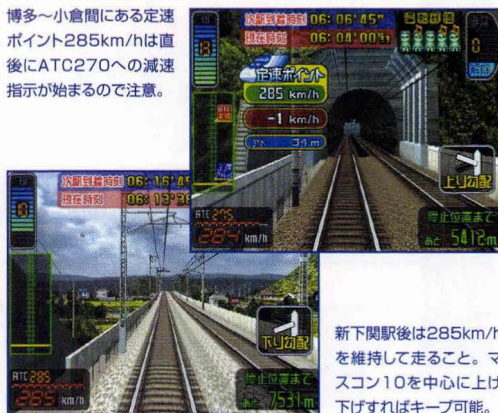 博多～小倉間にある定速
ポイント285km/hは直
後にATC270への減速
指示が始まるので注意。
次駅到着時刻 06:06'45"
現在時刻 06:04'00
運転評価
定速ポイント
285 km/h
-1 km/h
上り勾配
停止位置まで
あと 5412m
次駅到着時刻 06:16'45
現在時刻 06:13'38
ATC 285
285 km/h
下り勾配
停止位置まで
あと 7531m
ATC 275
284 km/h
新下関駅後は285km/h
を維持して走ること。マ
スコン10を中心に上げ
下げすればキープ可能。